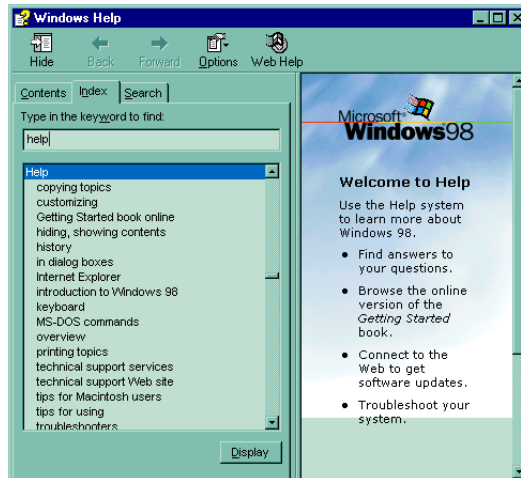 Windows Help
Hide Back Forward Options Web Help
Contents Index Search
Type in the keyword to find:
help
Help
copying topics
customizing
Getting Started book online
hiding, showing contents
history
in dialog boxes
Internet Explorer
introduction to Windows 98
keyboard
MS-DOS commands
overview
printing topics
technical support services
technical support Web site
tips for Macintosh users
tips for using
troubleshooters
Display
Microsoft
Windows98
Welcome to Help
Use the Help system
to learn more about
Windows 98.
• Find answers to
your questions.
• Browse the online
version of the
Getting Started
book.
• Connect to the
Web to get
software updates.
• Troubleshoot your
system.